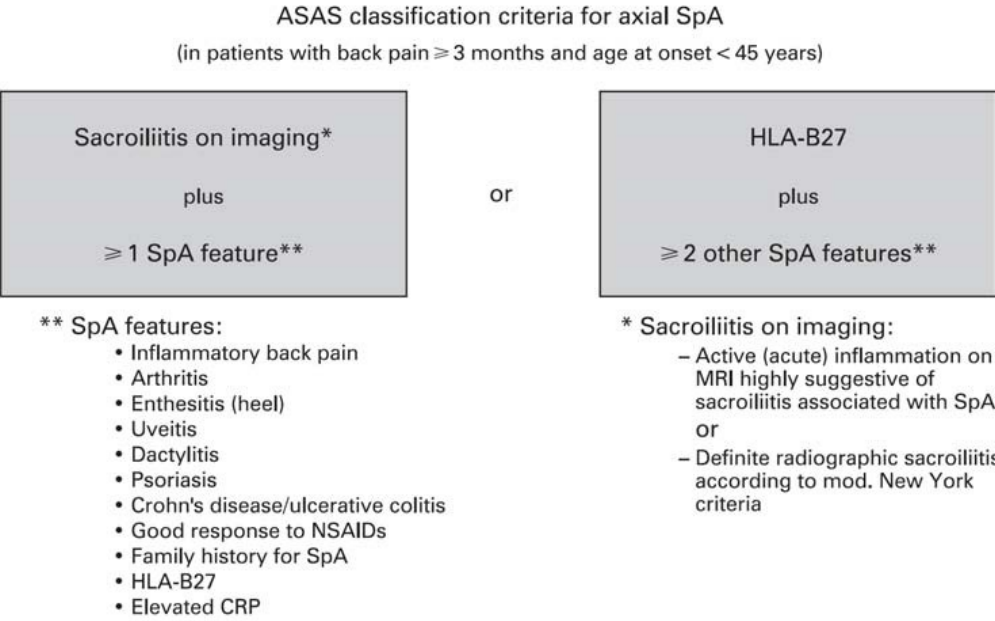 ASAS classification criteria for axial SpA
(in patients with back pain ⩾ 3 months and age at onset < 45 years)
Sacroiliitis on imaging*
plus
⩾ 1 SpA feature**
or
HLA-B27
plus
⩾ 2 other SpA features**
** SpA features:
• Inflammatory back pain
• Arthritis
• Enthesitis (heel)
• Uveitis
• Dactylitis
• Psoriasis
• Crohn's disease/ulcerative colitis
• Good response to NSAIDs
• Family history for SpA
• HLA-B27
• Elevated CRP
* Sacroiliitis on imaging:
– Active (acute) inflammation on
MRI highly suggestive of
sacroiliitis associated with SpA
or
– Definite radiographic sacroiliitis
according to mod. New York
criteria